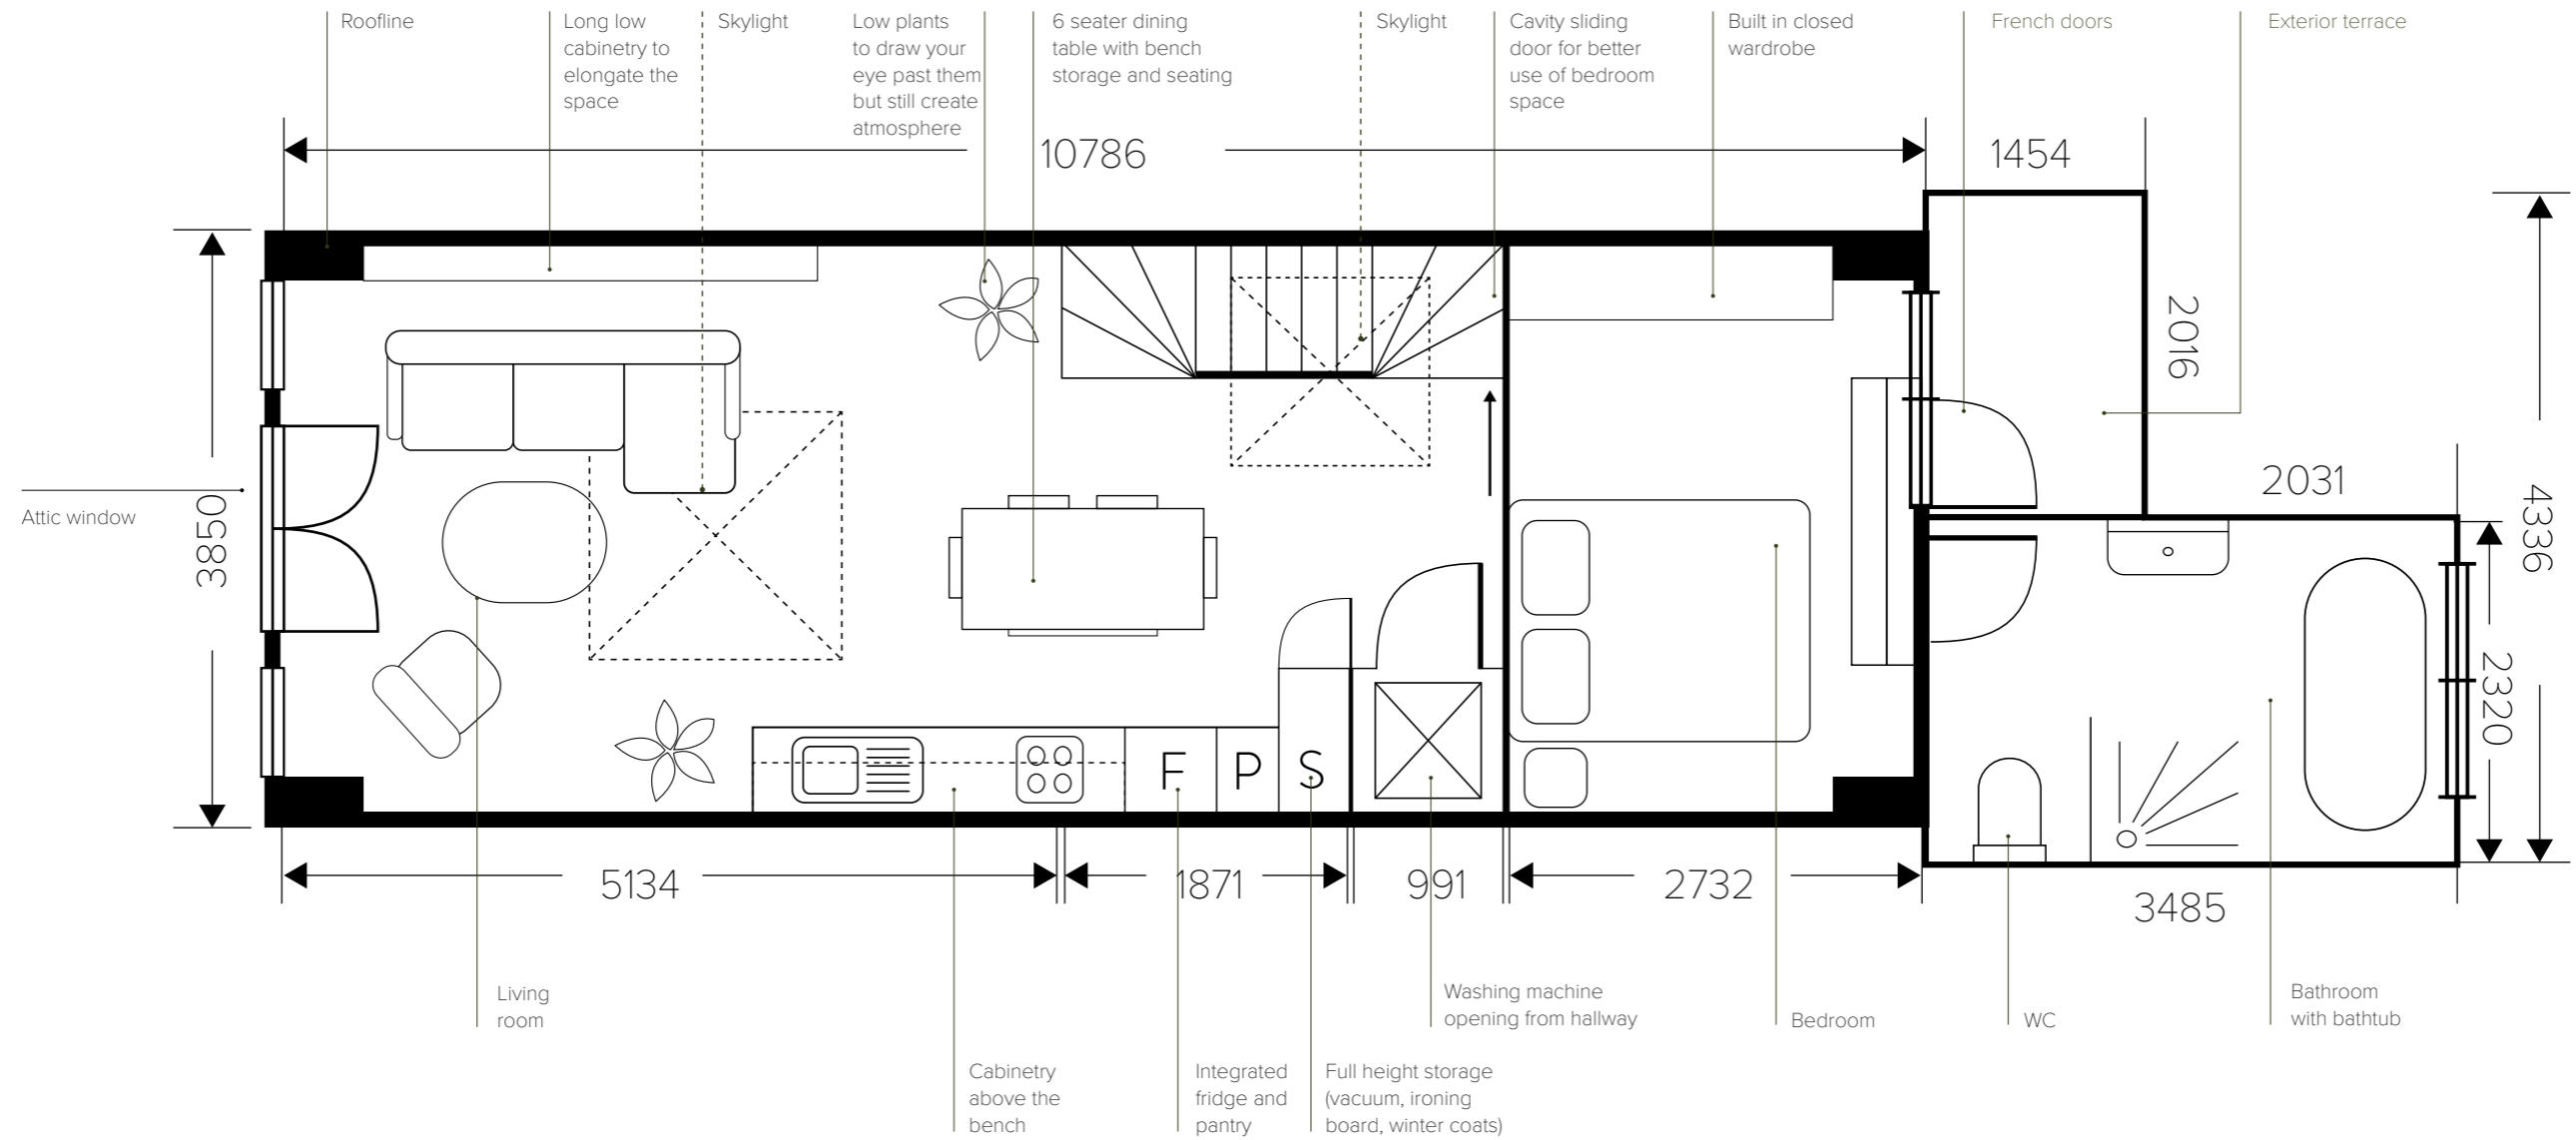 Roofline
Long low
cabinetry to
elongate the
space
Skylight
Low plants
to draw your
eye past them
but still create
atmosphere
6 seater dining
table with bench
storage and seating
Skylight
Cavity sliding
door for better
use of bedroom
space
Built in closed
wardrobe
French doors
Exterior terrace
10786
1454
2016
2031
4336
Attic window
3850
2320
F
P
S
5134
1871
991
2732
3485
Living
room
Washing machine
opening from hallway
Bedroom
WC
Bathroom
with bathtub
Cabinetry
above the
bench
Integrated
fridge and
pantry
Full height storage
(vacuum, ironing
board, winter coats)